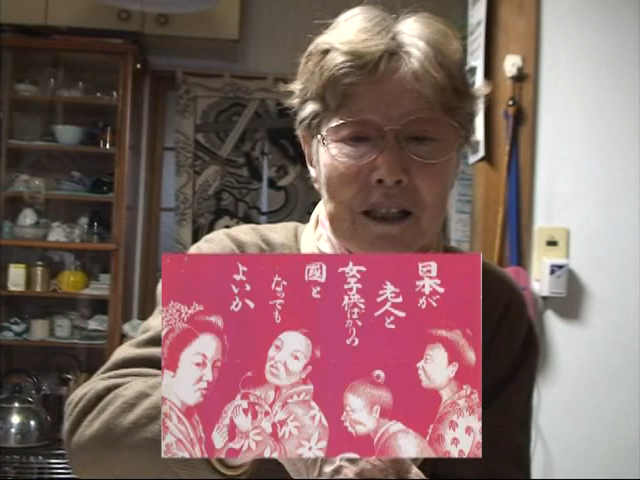 日本が
老人と
女子供ばかりの
國と
なっても
よいか